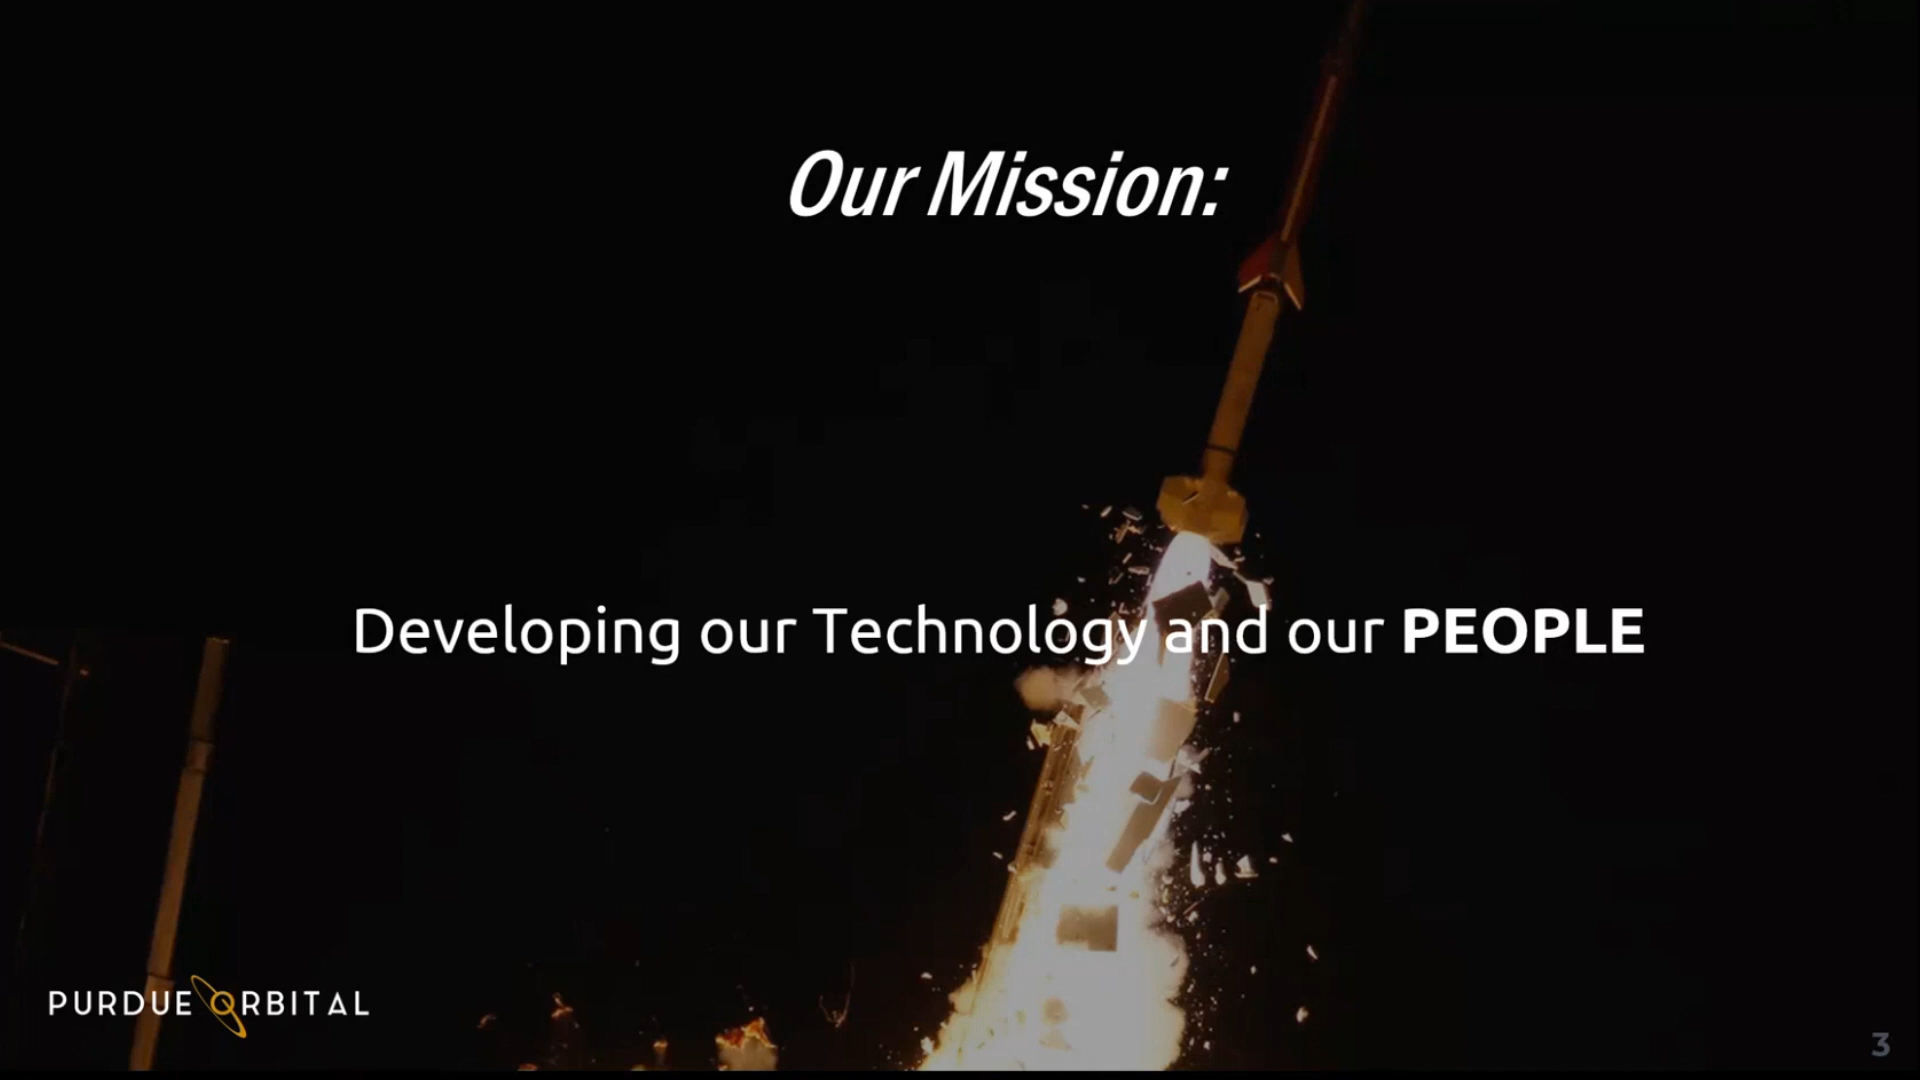 Our Mission:
Developing our Technology and our PEOPLE
PURDUE ORBITAL
3